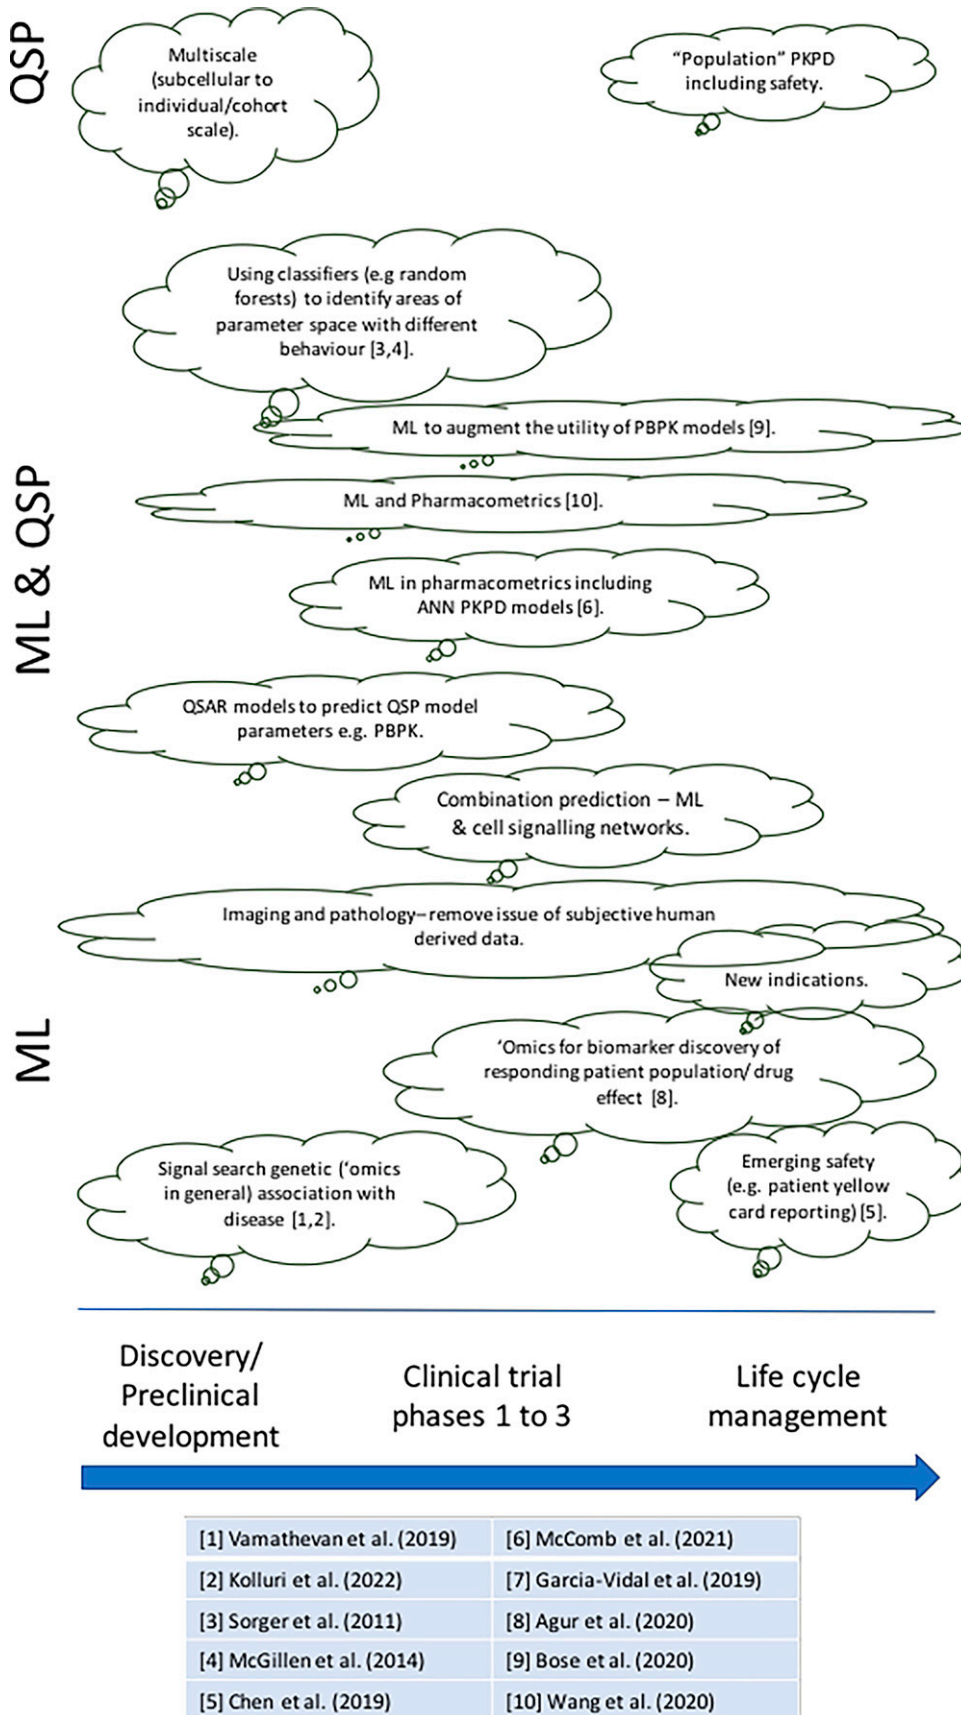 QSP
Multiscale
(subcellular to
individual/cohort
scale).
“Population” PKPD
including safety.
Using classifiers (e.g random
forests) to identify areas of
parameter space with different
behaviour [3,4].
ML & QSP
ML to augment the utility of PBPK models [9].
ML and Pharmacometrics [10].
ML in pharmacometrics including
ANN PKPD models [6].
QSAR models to predict QSP model
parameters e.g. PBPK.
Combination prediction – ML
& cell signalling networks.
Imaging and pathology– remove issue of subjective human
derived data.
New indications.
ML
‘Omics for biomarker discovery of
responding patient population/ drug
effect [8].
Signal search genetic (‘omics
in general) association with
disease [1,2].
Emerging safety
(e.g. patient yellow
card reporting) [5].
Discovery/
Preclinical
development
Clinical trial
phases 1 to 3
Life cycle
management
[1] Vamathevan et al. (2019)
[6] McComb et al. (2021)
[2] Kolluri et al. (2022)
[7] Garcia-Vidal et al. (2019)
[3] Sorger et al. (2011)
[8] Agur et al. (2020)
[4] McGillen et al. (2014)
[9] Bose et al. (2020)
[5] Chen et al. (2019)
[10] Wang et al. (2020)